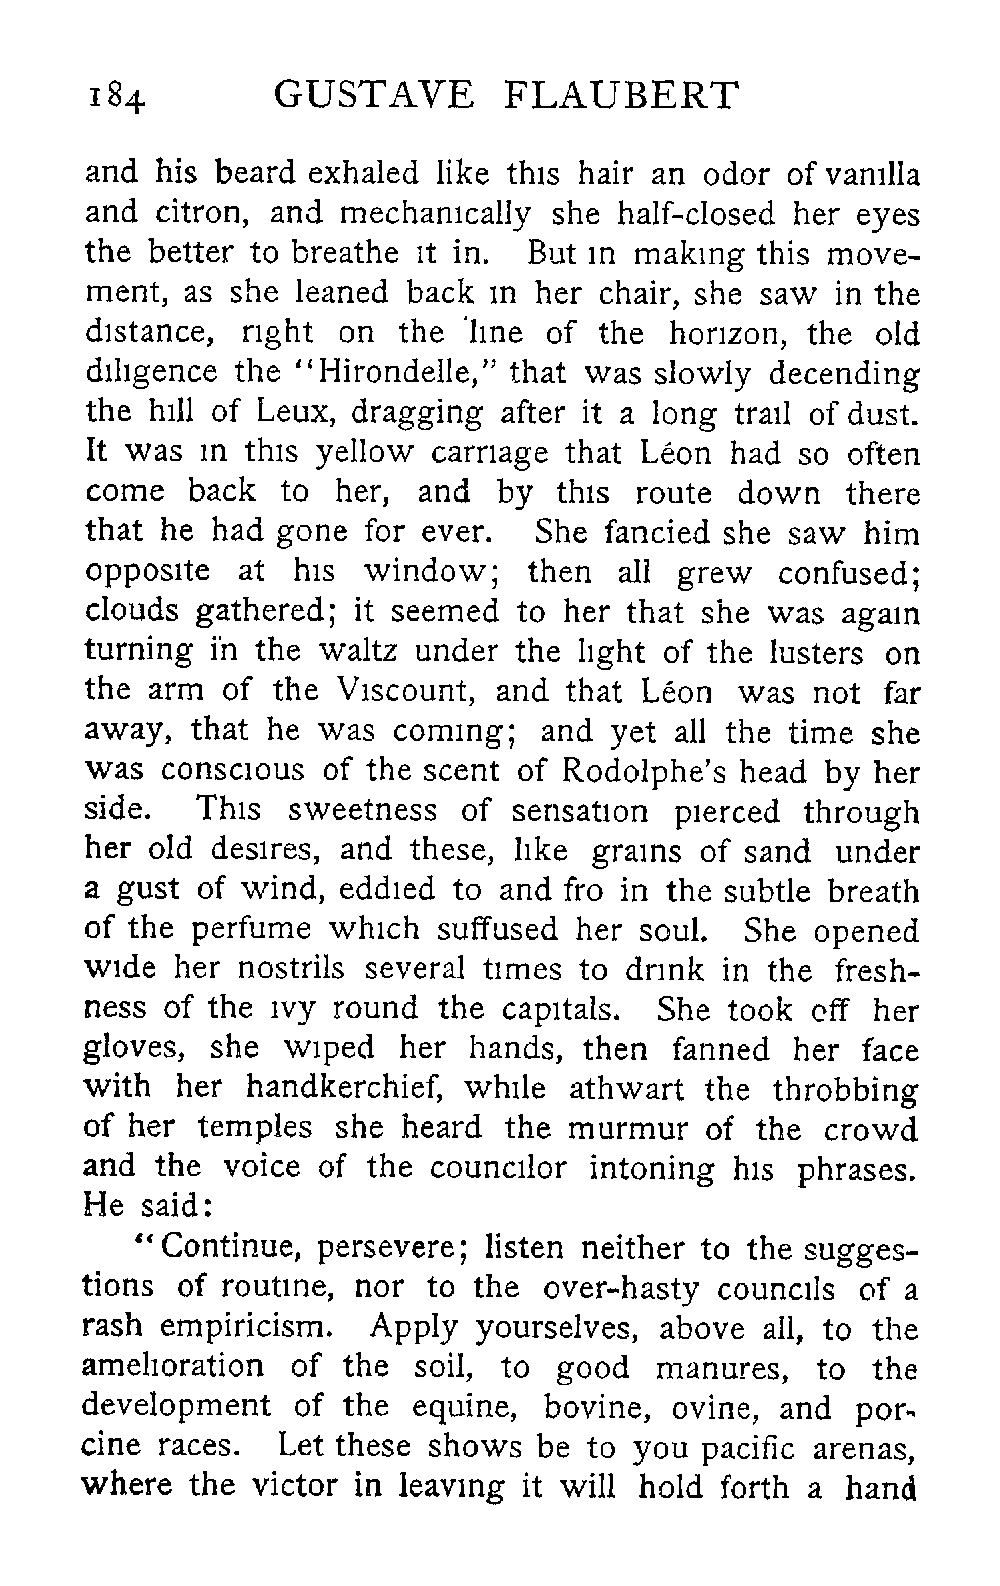 184 GUSTAVE FLAUBERT
and his beard exhaled like this hair an odor of vanilla
and citron, and mechanically she half-closed her eyes
the better to breathe it in. But in making this move-
ment, as she leaned back in her chair, she saw in the
distance, right on the line of the horizon, the old
diligence the "Hirondelle," that was slowly decending
the hill of Leux, dragging after it a long trail of dust.
It was in this yellow carriage that Léon had so often
come back to her, and by this route down there
that he had gone for ever. She fancied she saw him
opposite at his window; then all grew confused;
clouds gathered; it seemed to her that she was again
turning in the waltz under the light of the lusters on
the arm of the Viscount, and that Léon was not far
away, that he was coming; and yet all the time she
was conscious of the scent of Rodolphe's head by her
side. This sweetness of sensation pierced through
her old desires, and these, like grains of sand under
a gust of wind, eddied to and fro in the subtle breath
of the perfume which suffused her soul. She opened
wide her nostrils several times to drink in the fresh-
ness of the ivy round the capitals. She took off her
gloves, she wiped her hands, then fanned her face
with her handkerchief, while athwart the throbbing
of her temples she heard the murmur of the crowd
and the voice of the councilor intoning his phrases.
He said:
"Continue, persevere; listen neither to the sugges-
tions of routine, nor to the over-hasty councils of a
rash empiricism. Apply yourselves, above all, to the
amelioration of the soil, to good manures, to the
development of the equine, bovine, ovine, and por-
cine races. Let these shows be to you pacific arenas,
where the victor in leaving it will hold forth a hand